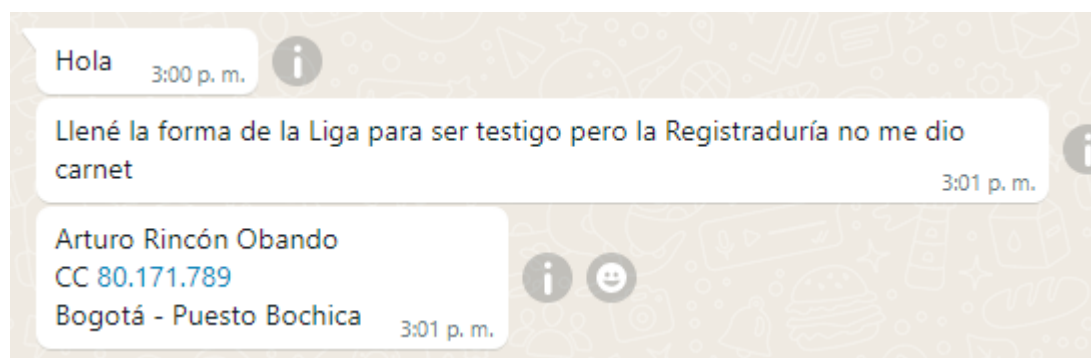 Hola
3:00 p. m.
Llené la forma de la Liga para ser testigo pero la Registraduría no me dio
carnet
3:01 p. m.
Arturo Rincón Obando
CC 80.171.789
Bogotá - Puesto Bochica
3:01 p. m.